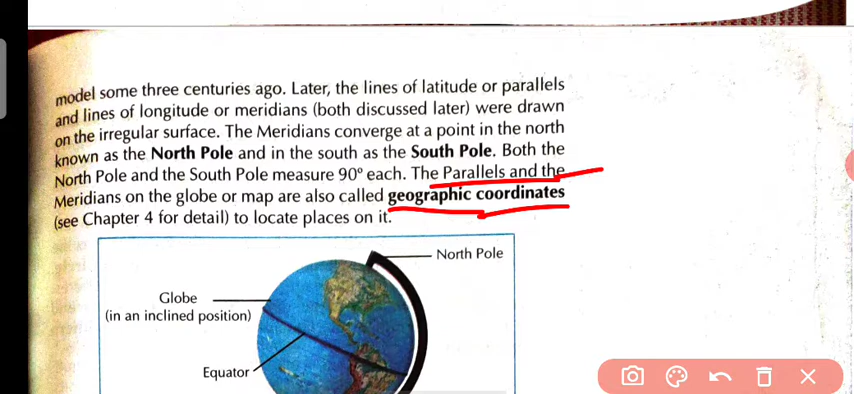 model some three centuries ago. Later, the lines of latitude or parallels
and lines of longitude or meridians (both discussed later) were drawn
on the irregular surface. The Meridians converge at a point in the north
known as the North Pole and in the south as the South Pole. Both the
North Pole and the South Pole measure 90° each. The Parallels and the
Meridians on the globe or map are also called geographic coordinates
(see Chapter 4 for detail) to locate places on it.
North Pole
Globe
(in an inclined position)
Equator